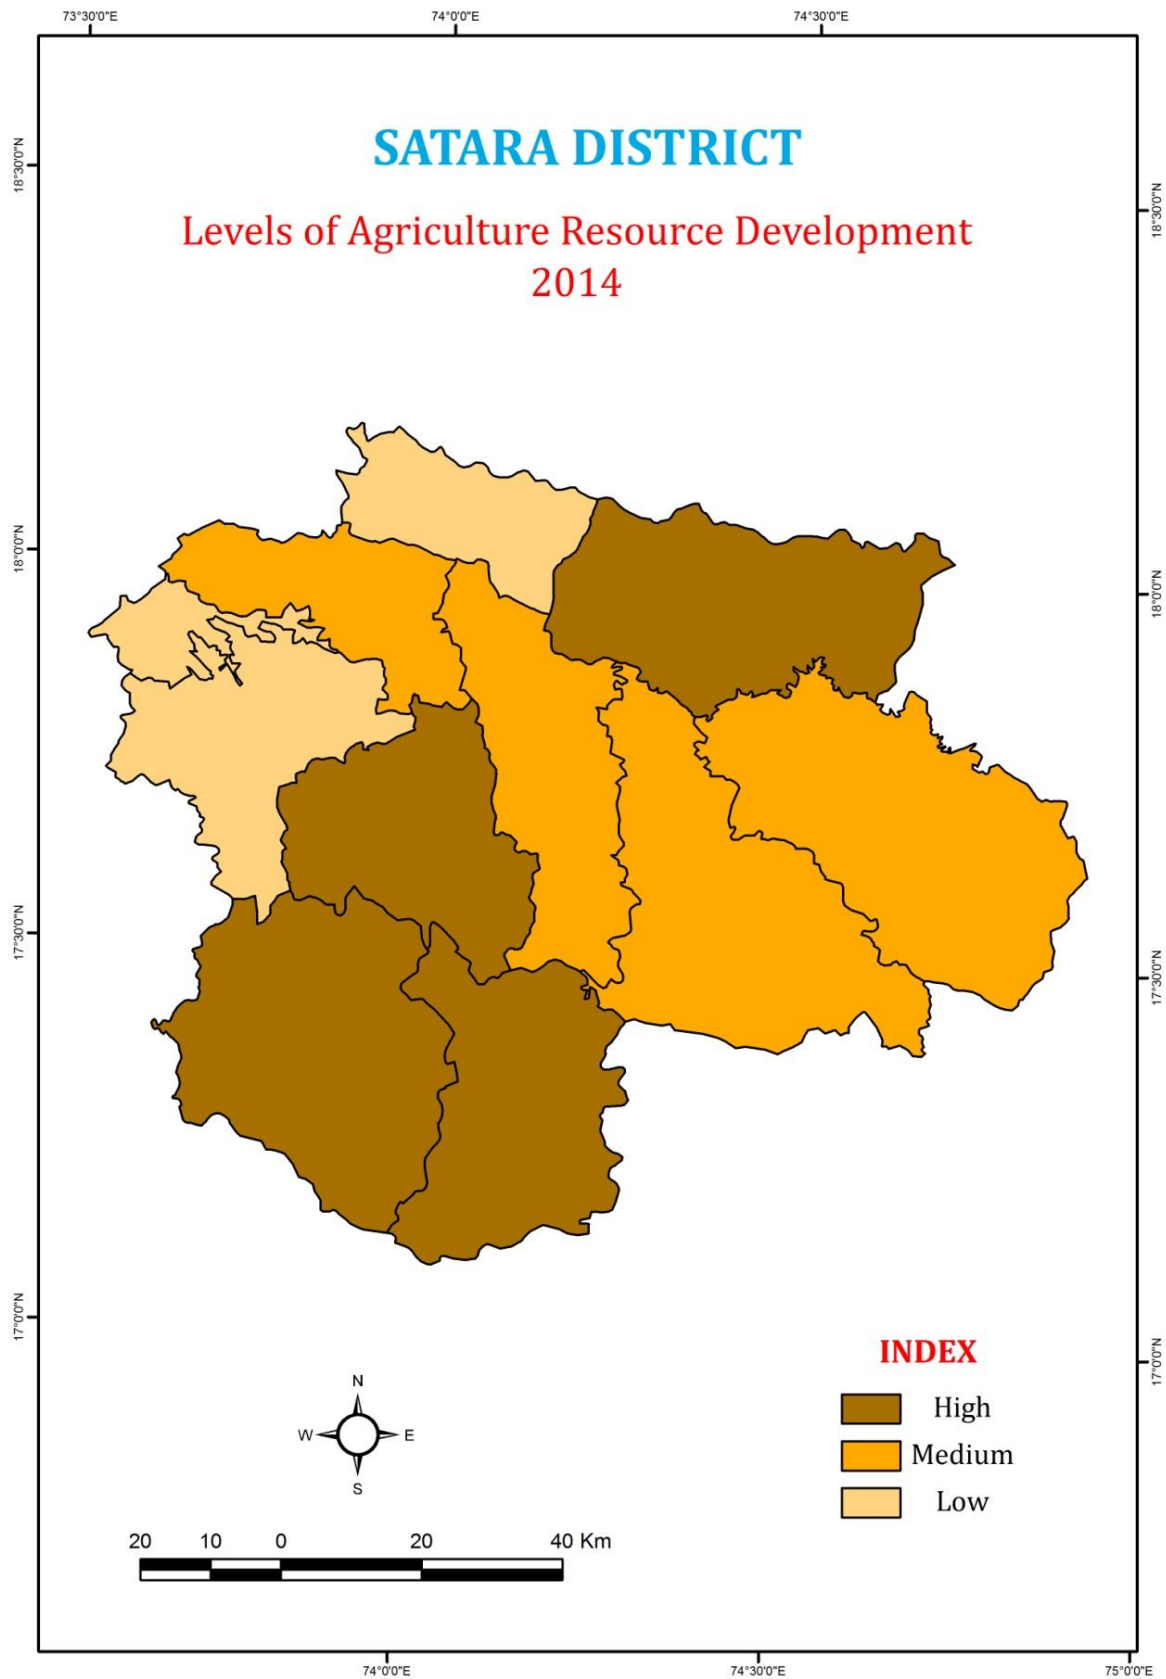 73°30'0"E
74°0'0"E
74°30'0"E
SATARA DISTRICT
Levels of Agriculture Resource Development
2014
18°30'0"N
18°30'0"N
18°0'0"N
18°0'0"N
17°30'0"N
17°30'0"N
17°0'0"N
17°0'0"N
INDEX
High
Medium
Low
N
W E
S
20 10 0 20 40 Km
74°0'0"E
74°30'0"E
75°0'0"E